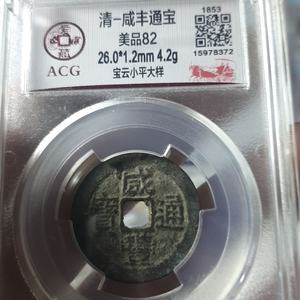 清-咸丰通宝
美品82
26.0*1.2mm 4.2g
宝云小平大样
ACG
1853
15978372
咸
寶 通
豐